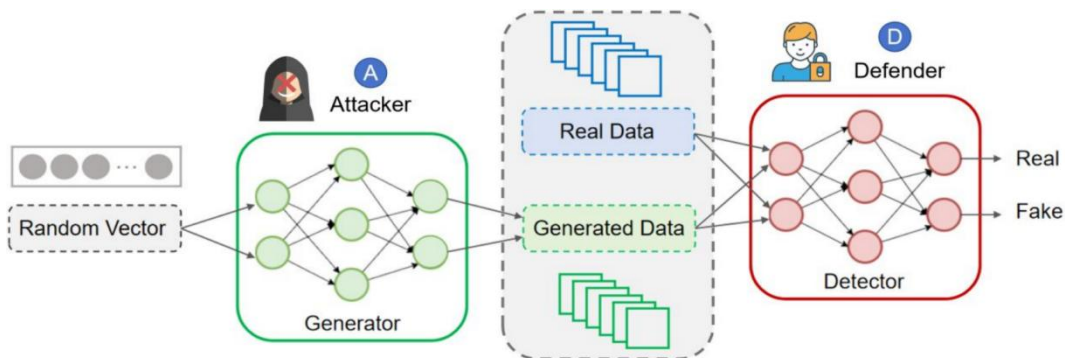 A
Attacker
D
Defender
Real Data
Random Vector
Generated Data
Generator
Detector
Real
Fake